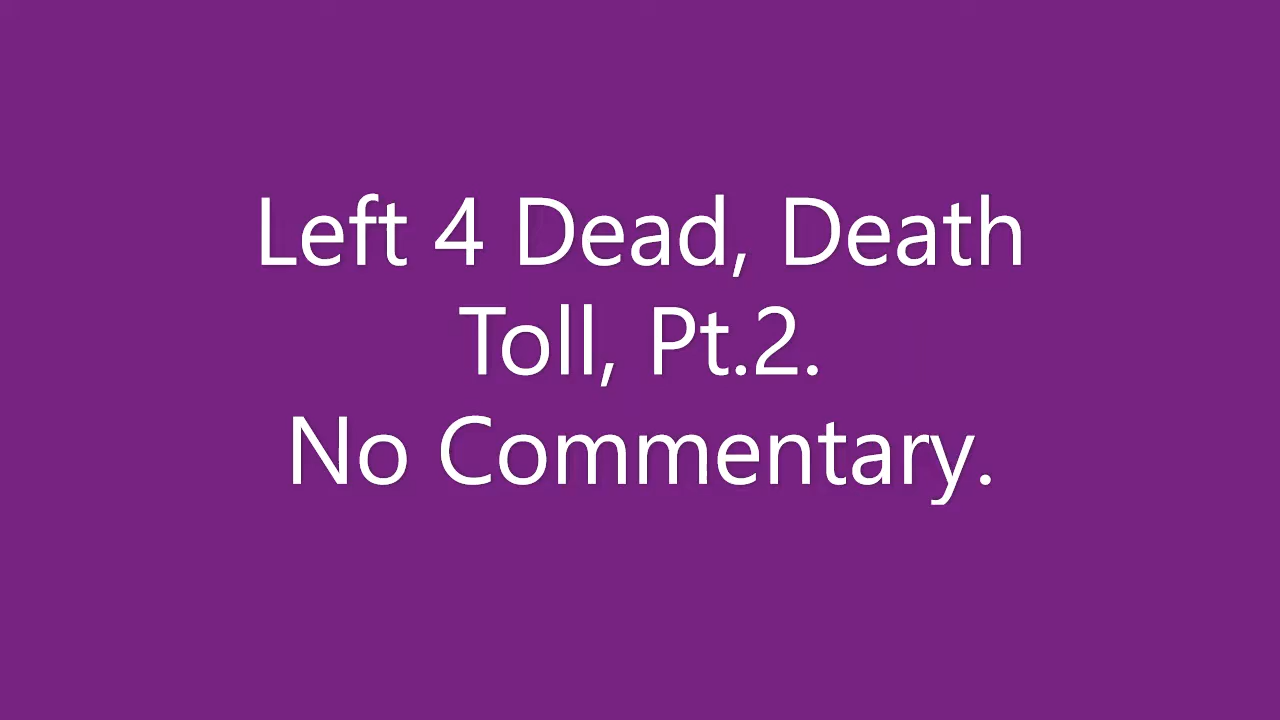 Left 4 Dead, Death
Toll, Pt.2.
No Commentary.